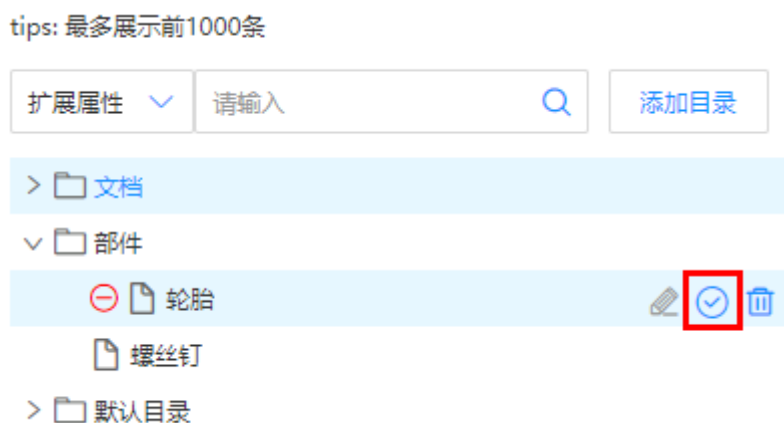 tips: 最多展示前1000条
扩展属性 请输入 添加目录
文档
部件
轮胎
螺丝钉
默认目录